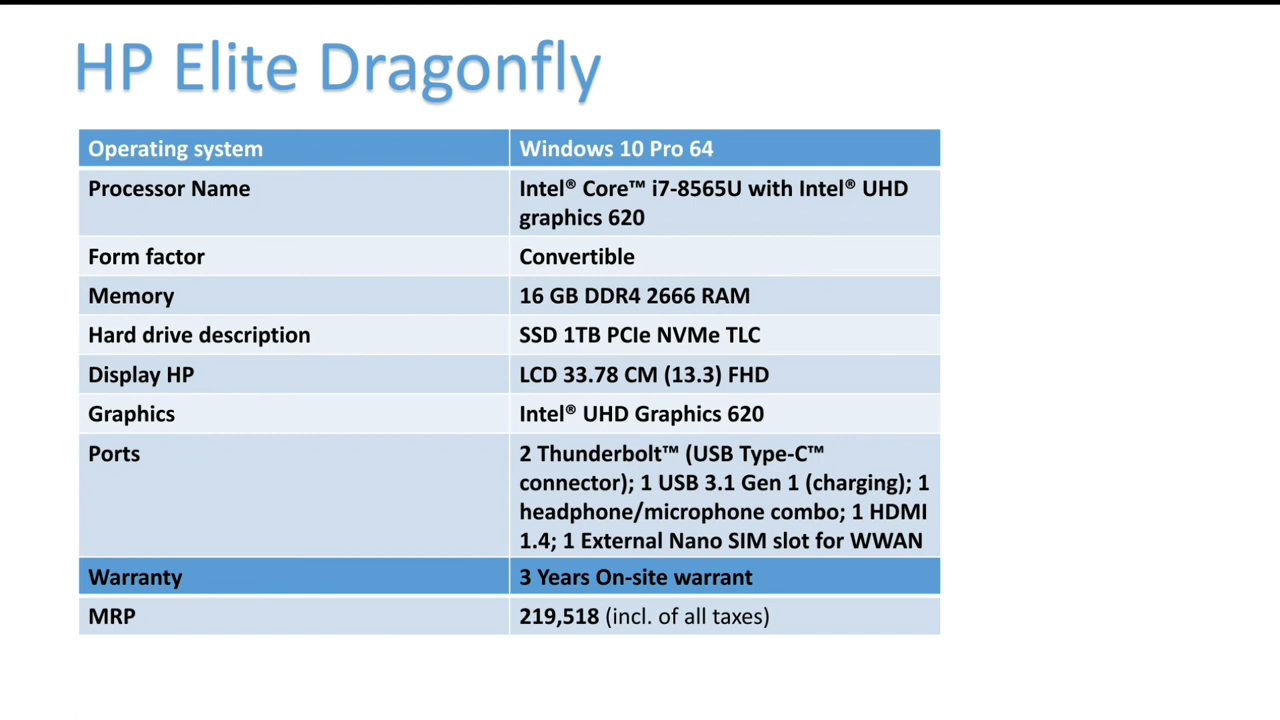 HP Elite Dragonfly
Operating system
Windows 10 Pro 64
Processor Name
Intel® Core™ i7-8565U with Intel® UHD
graphics 620
Form factor
Convertible
Memory
16 GB DDR4 2666 RAM
Hard drive description
SSD 1TB PCIe NVMe TLC
Display HP
LCD 33.78 CM (13.3) FHD
Graphics
Intel® UHD Graphics 620
Ports
2 Thunderbolt™ (USB Type-C™
connector); 1 USB 3.1 Gen 1 (charging); 1
headphone/microphone combo; 1 HDMI
1.4; 1 External Nano SIM slot for WWAN
Warranty
3 Years On-site warrant
MRP
219,518 (incl. of all taxes)